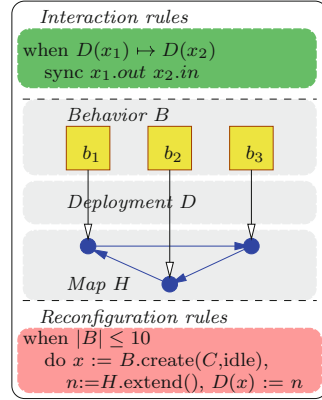 Interaction rules
when D(x₁) ↦ D(x₂)
sync x₁.out x₂.in
Behavior B
b₁ b₂ b₃
Deployment D
Map H
Reconfiguration rules
when |B| ≤ 10
do x := B.create(C,idle),
n:=H.extend(), D(x) := n